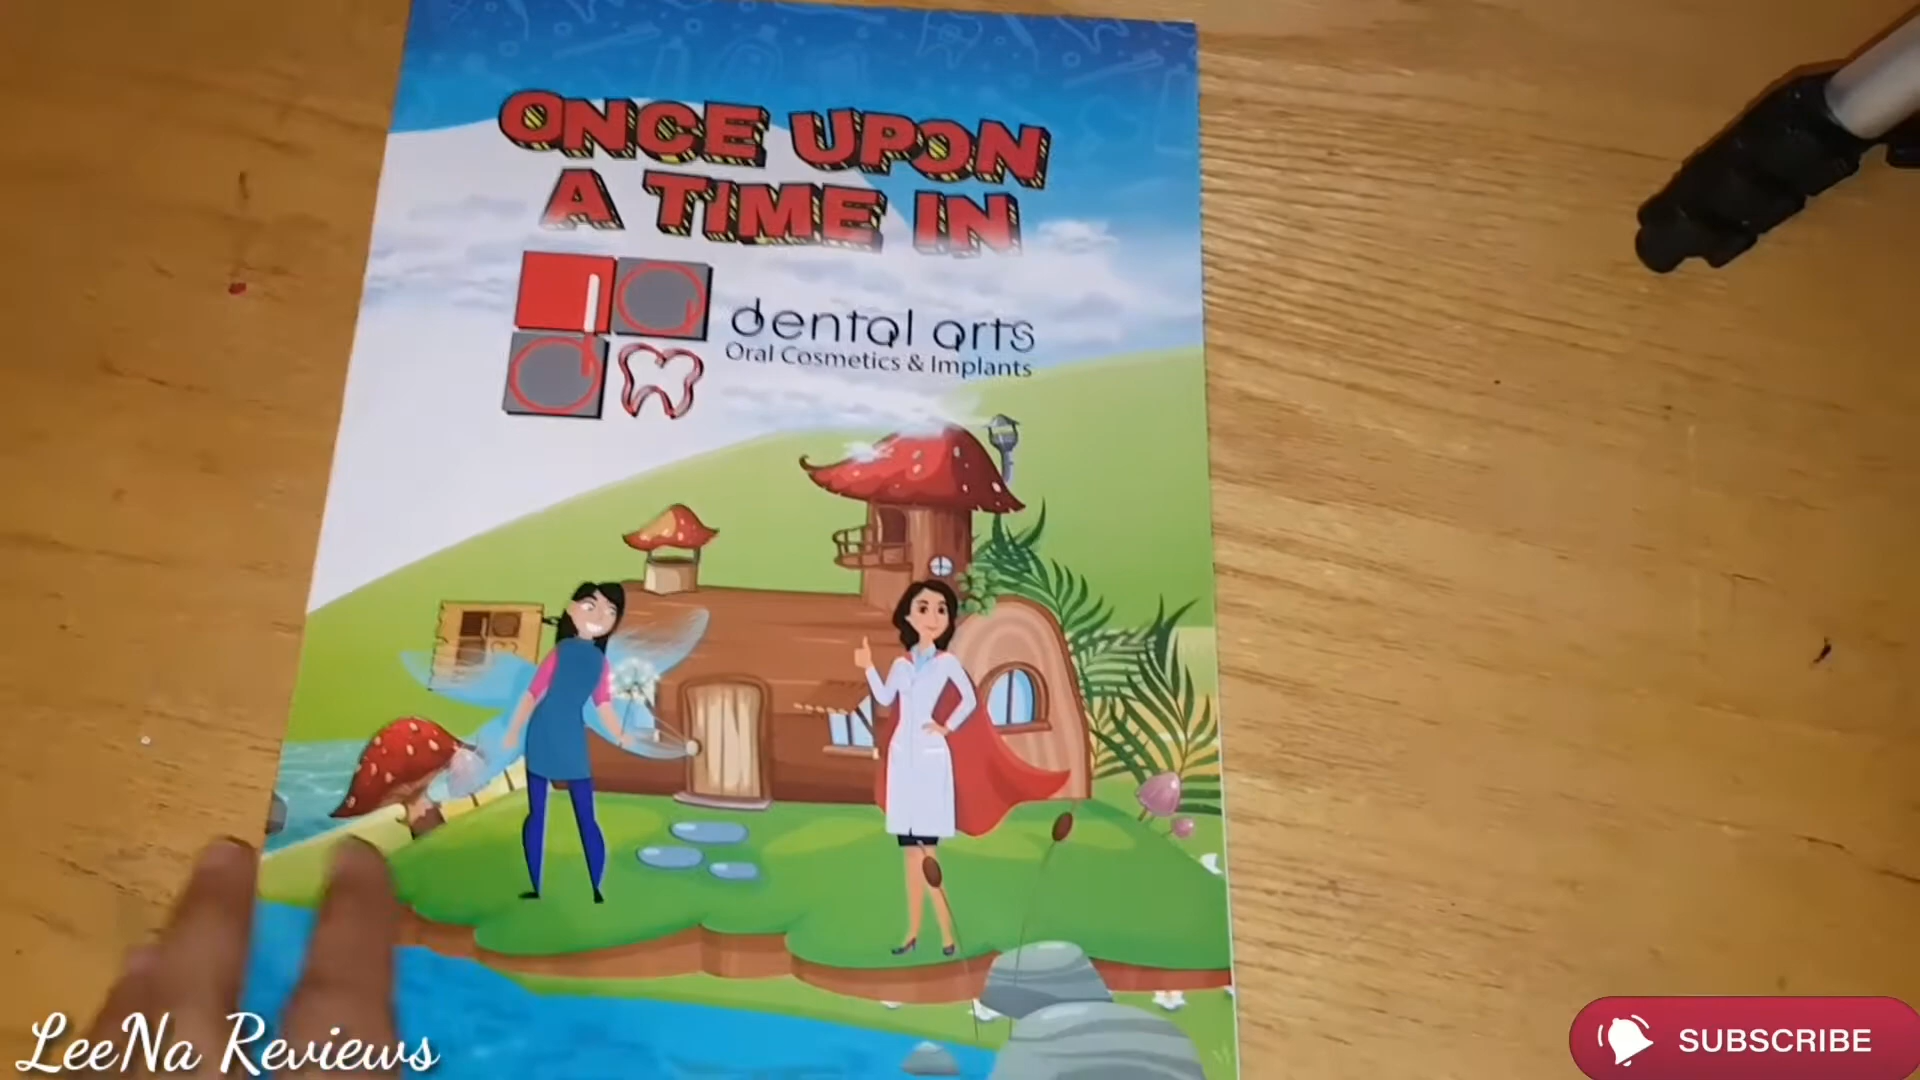 ONCE UPON
A TIME IN
dental arts
Oral Cosmetics & Implants
LeeNa Reviews
SUBSCRIBE